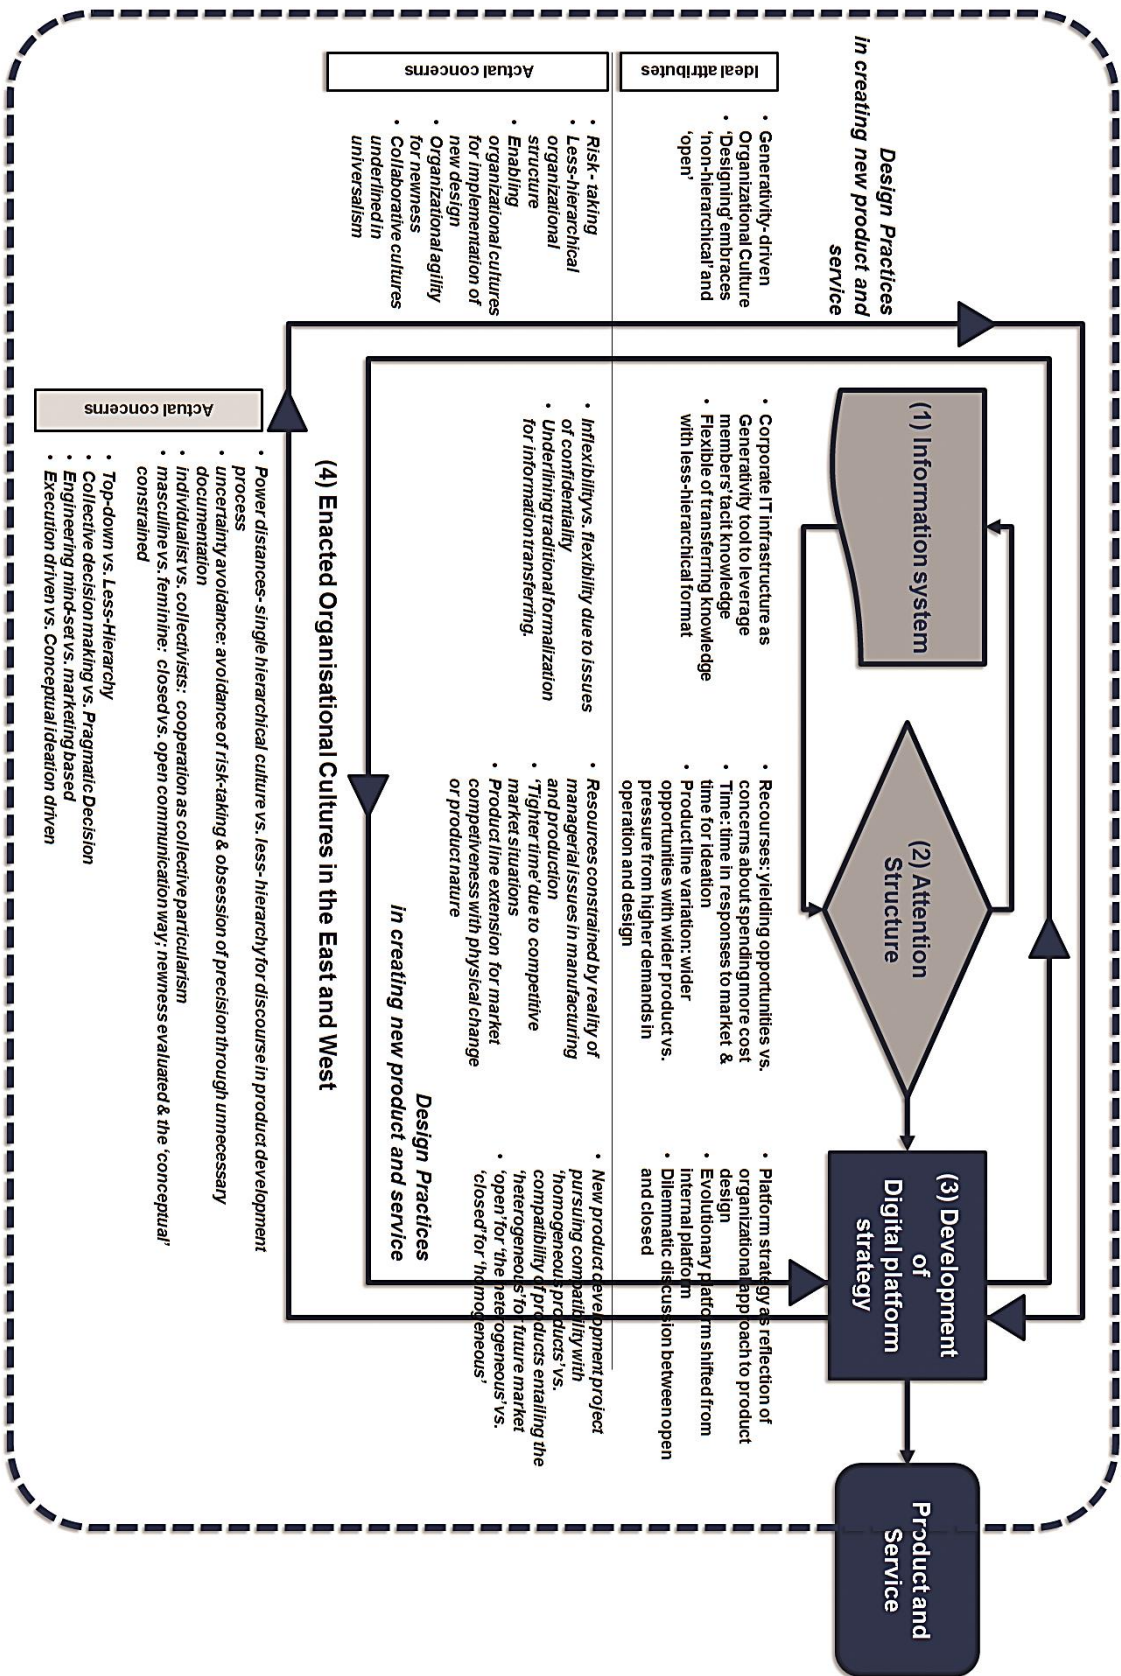 Design Practices
in creating new product and
service
(1) Information system
(2) Attention
Structure
(3) Development
of
Digital platform
strategy
Product and
Service
Ideal attributes
• Generativity- driven
Organizational Culture
• 'Designing' embraces
'non-hierarchical' and
'open'
• Corporate IT infrastructure as
Generativity tool to leverage
members' tacit knowledge
• Flexible of transferring knowledge
with less-hierarchical format
• Recourses: yielding opportunities vs.
concerns about spending more cost
• Time: time in responses to market &
time for ideation
• Product line variation: wider
opportunities with wider product vs.
pressure from higher demands in
operation and design
• Platform strategy as reflection of
organizational approach to product
design
• Evolutionary platform shifted from
internal platform
• Dilemmatic discussion between open
and closed
Actual concerns
• Risk - taking
• Less-hierarchical
organizational
structure
• Enabling
organizational cultures
for implementation of
new design
• Organizational agility
for newness
• Collaborative cultures
underlined in
universalism
• Inflexibility vs. flexibility due to issues
of confidentiality
• Underlining traditional formalization
for information transferring.
• Resources constrained by reality of
managerial issues in manufacturing
and production
• 'Tighter time' due to competitive
market situations
• Product line extension for market
competiveness with physical change
or product nature
• New product development project
pursuing compatibility with
'homogeneous products' vs.
compatibility of products entailing the
'heterogeneous' for future market
• 'open' for 'the heterogeneous' vs.
'closed' for 'homogeneous'
Design Practices
in creating new product and service
(4) Enacted Organisational Cultures in the East and West
Actual concerns
• Power distances- single hierarchical culture vs. less- hierarchy for discourse in product development
process
• uncertainty avoidance: avoidance of risk-taking & obsession of precision through unnecessary
documentation
• individualist vs. collectivists: cooperation as collective particularism
• masculine vs. feminine: closed vs. open communication way; newness evaluated & the 'conceptual'
constrained
• Top-down vs. Less-Hierarchy
• Collective decision making vs. Pragmatic Decision
• Engineering mind-set vs. marketing based
• Execution driven vs. Conceptual ideation driven